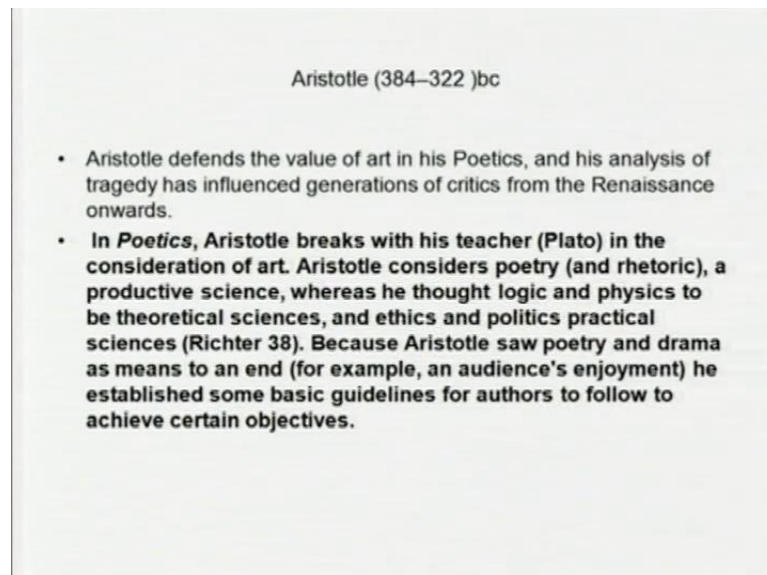 Aristotle (384–322 )bc
• Aristotle defends the value of art in his Poetics, and his analysis of
tragedy has influenced generations of critics from the Renaissance
onwards.
• In Poetics, Aristotle breaks with his teacher (Plato) in the
consideration of art. Aristotle considers poetry (and rhetoric), a
productive science, whereas he thought logic and physics to
be theoretical sciences, and ethics and politics practical
sciences (Richter 38). Because Aristotle saw poetry and drama
as means to an end (for example, an audience's enjoyment) he
established some basic guidelines for authors to follow to
achieve certain objectives.